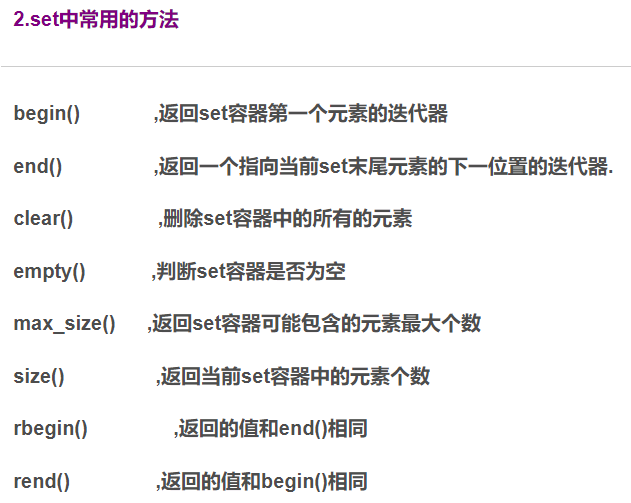 2.set中常用的方法
begin() ,返回set容器第一个元素的迭代器
end() ,返回一个指向当前set末尾元素的下一位置的迭代器.
clear() ,删除set容器中的所有的元素
empty() ,判断set容器是否为空
max_size() ,返回set容器可能包含的元素最大个数
size() ,返回当前set容器中的元素个数
rbegin() ,返回的值和end()相同
rend() ,返回的值和begin()相同